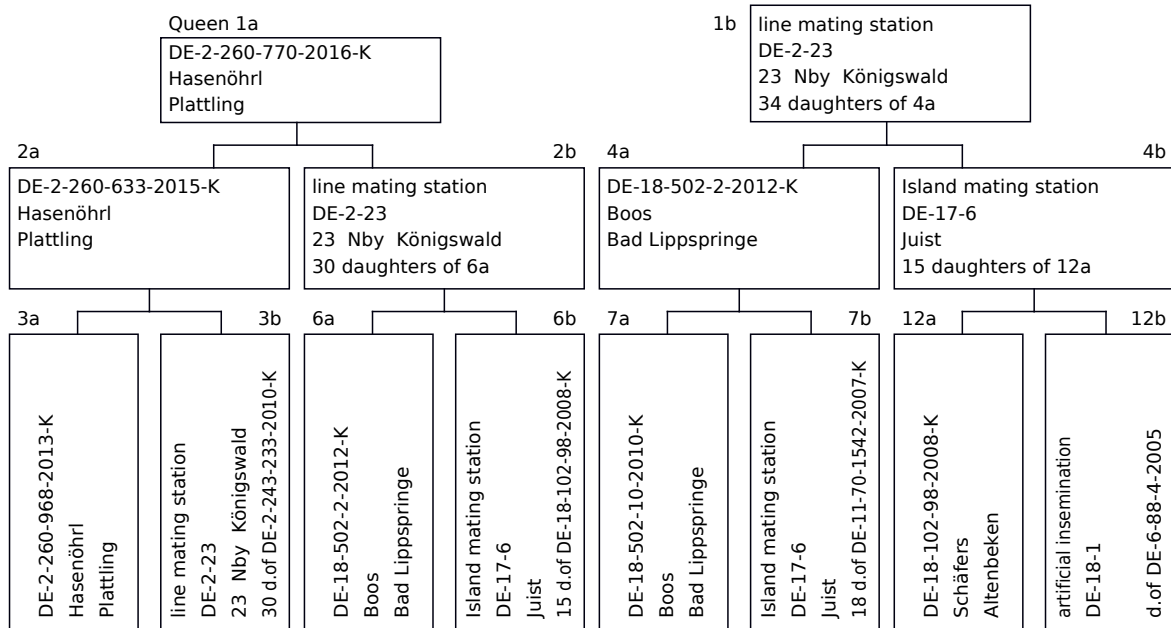 Queen 1a
DE-2-260-770-2016-K
Hasenöhrl
Plattling
1b
line mating station
DE-2-23
23 Nby Königswald
34 daughters of 4a
2a
DE-2-260-633-2015-K
Hasenöhrl
Plattling
2b
line mating station
DE-2-23
23 Nby Königswald
30 daughters of 6a
4a
DE-18-502-2-2012-K
Boos
Bad Lippspringe
4b
Island mating station
DE-17-6
Juist
15 daughters of 12a
3a
DE-2-260-968-2013-K
Hasenöhrl
Plattling
3b
line mating station
DE-2-23
23 Nby Königswald
30 d.of DE-2-243-233-2010-K
6a
DE-18-502-2-2012-K
Boos
Bad Lippspringe
6b
Island mating station
DE-17-6
Juist
15 d.of DE-18-102-98-2008-K
7a
DE-18-502-10-2010-K
Boos
Bad Lippspringe
7b
Island mating station
DE-17-6
Juist
18 d.of DE-11-70-1542-2007-K
12a
DE-18-102-98-2008-K
Schäfers
Altenbeken
12b
artificial insemination
DE-18-1
d.of DE-6-88-4-2005